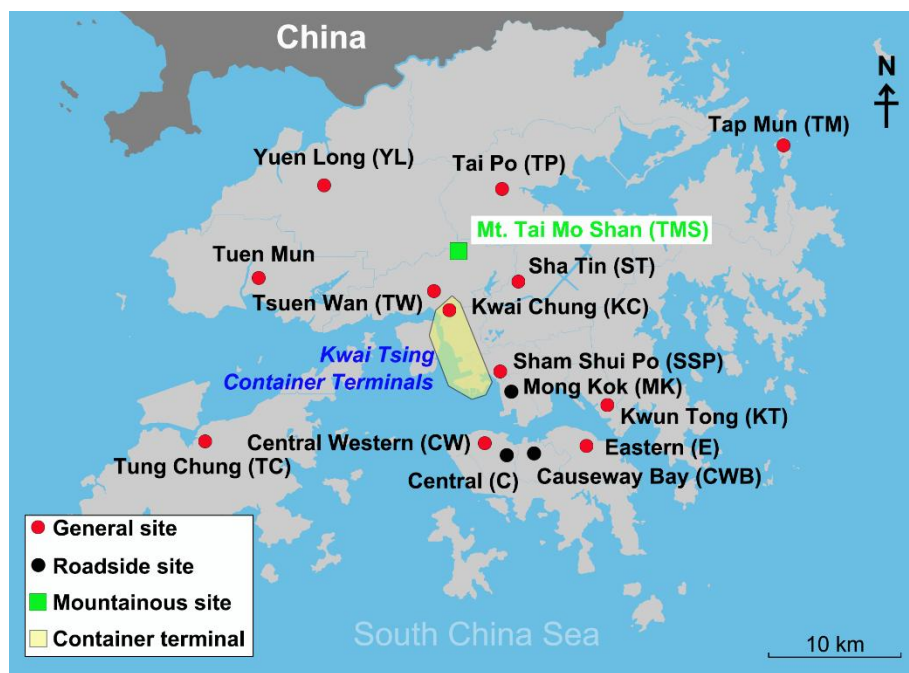 China
N
Tap Mun (TM)
Yuen Long (YL)
Tai Po (TP)
Mt. Tai Mo Shan (TMS)
Tuen Mun
Sha Tin (ST)
Tsuen Wan (TW)
Kwai Chung (KC)
Kwai Tsing
Container Terminals
Sham Shui Po (SSP)
Mong Kok (MK)
Kwun Tong (KT)
Central Western (CW)
Eastern (E)
Tung Chung (TC)
Central (C)
Causeway Bay (CWB)
General site
Roadside site
Mountainous site
Container terminal
South China Sea
10 km